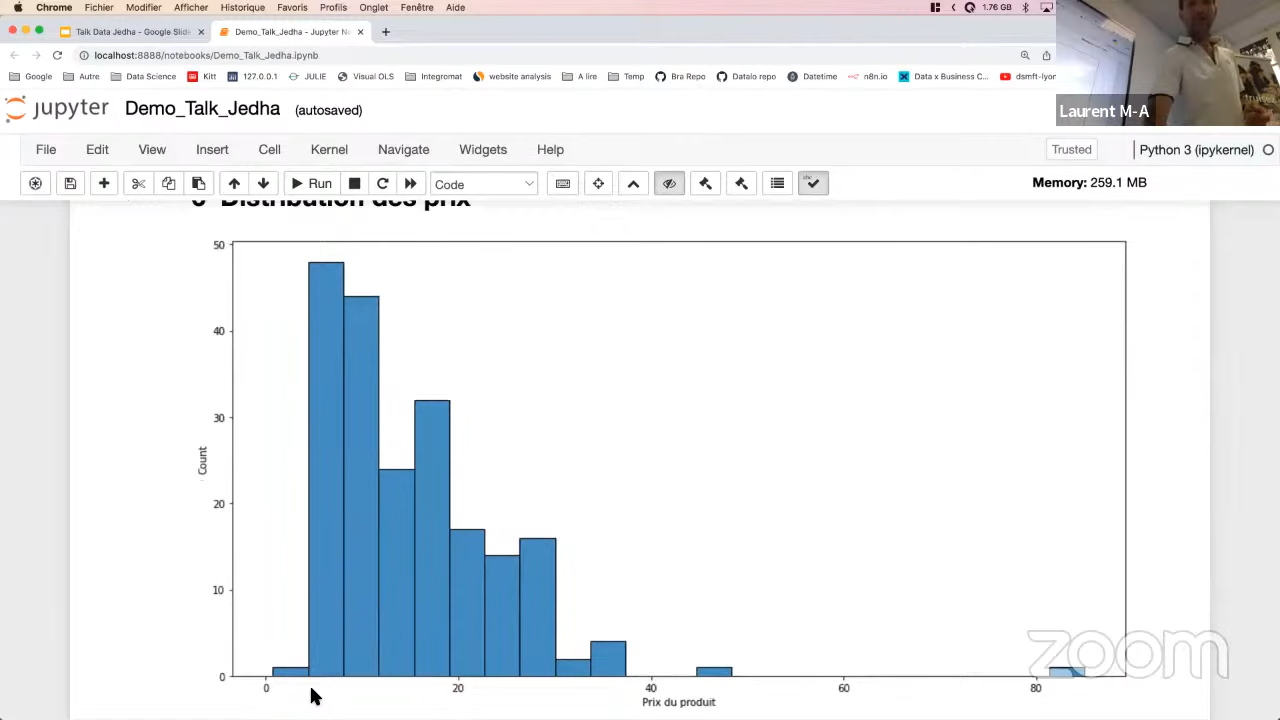 Chrome Fichier Modifier Afficher Historique Favoris Profils Onglet Fenêtre Aide 1.76 GB
Talk Data Jedha - Google Slid Demo_Talk_Jedha - Jupyter No
localhost:8888/notebooks/Demo_Talk_Jedha.ipynb
Google Autre Data Science Kitt 127.0.0.1 JULIE Visual OLS Integromat website analysis A lire Temp Bra Repo Datalo repo Datetime n8n.io Data x Business C... dsmft-lyon
Laurent M-A
jupyter Demo_Talk_Jedha (autosaved)
File Edit View Insert Cell Kernel Navigate Widgets Help Trusted Python 3 (ipykernel)
Run Code abc Memory: 259.1 MB
6 Distribution des prix
50
40
30
20
10
0
Count
0 20 40 60 80
Prix du produit
zoom